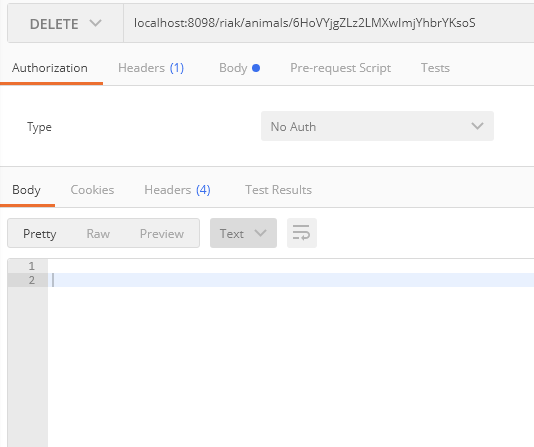 DELETE localhost:8098/riak/animals/6HoVYjgZLz2LMXwImjYhbrYKsoS
Authorization Headers (1) Body Pre-request Script Tests
Type No Auth
Body Cookies Headers (4) Test Results
Pretty Raw Preview Text
1
2